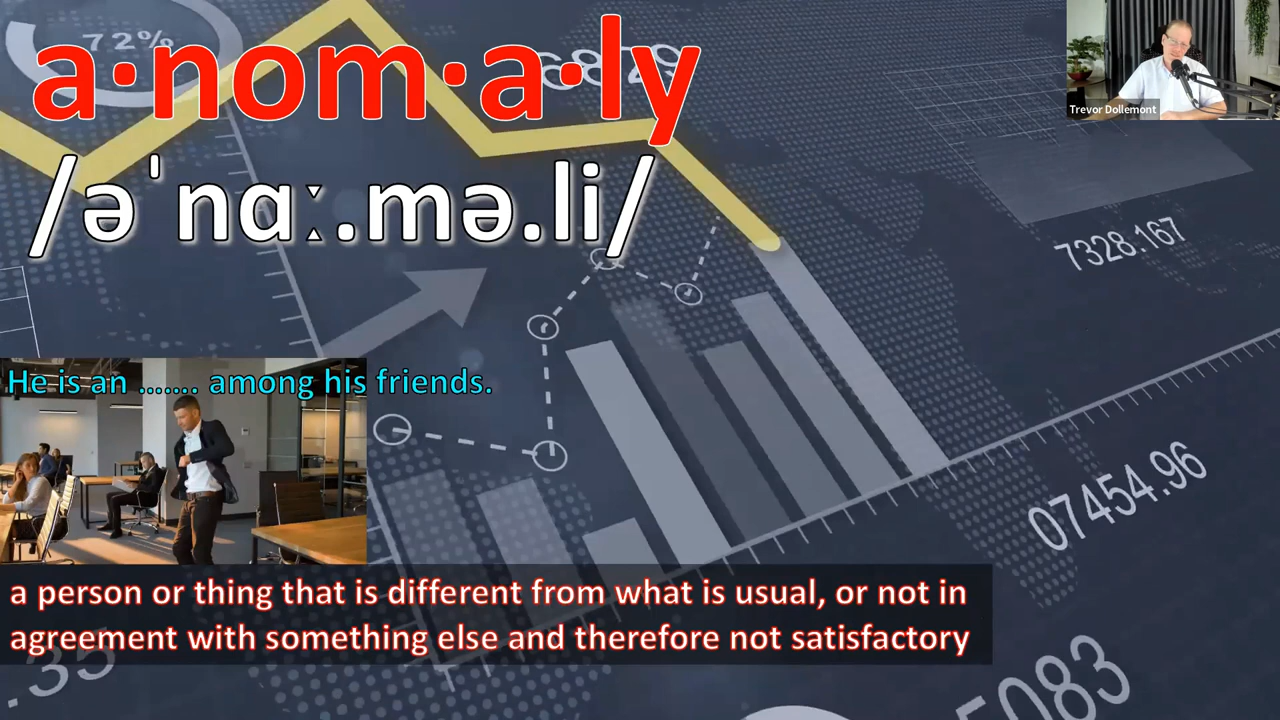 72%
6879
a·nom·a·ly
Trevor Dollemont
/əˈnɑː.mə.li/
7328.167
He is an ....... among his friends.
07454.96
a person or thing that is different from what is usual, or not in
agreement with something else and therefore not satisfactory
.35
5083